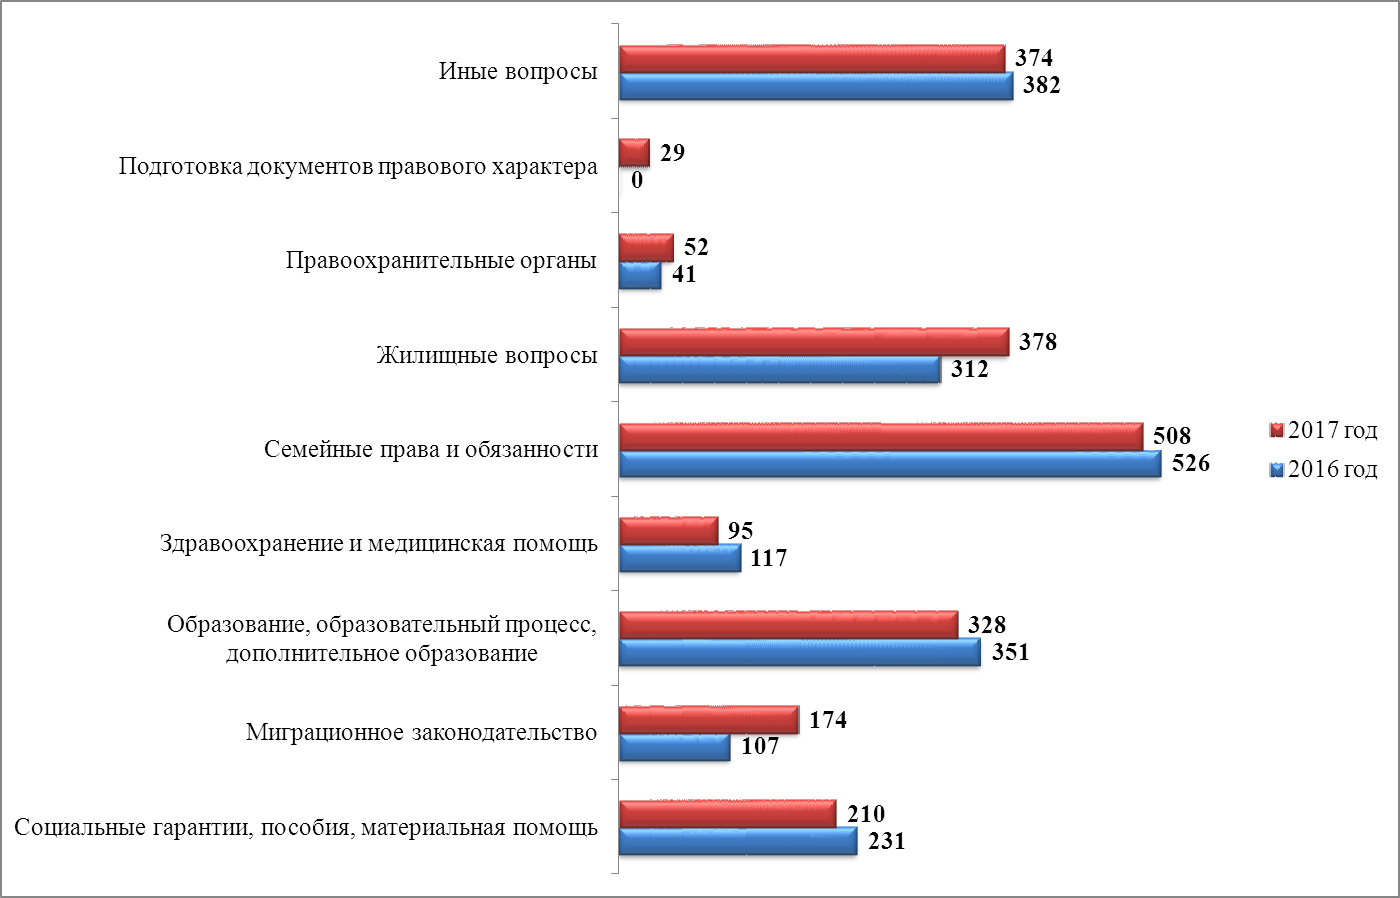 Иные вопросы
374
382
Подготовка документов правового характера
29
0
Правоохранительные органы
52
41
Жилищные вопросы
378
312
Семейные права и обязанности
508
526
2017 год
2016 год
Здравоохранение и медицинская помощь
95
117
Образование, образовательный процесс,
дополнительное образование
328
351
Миграционное законодательство
174
107
Социальные гарантии, пособия, материальная помощь
210
231